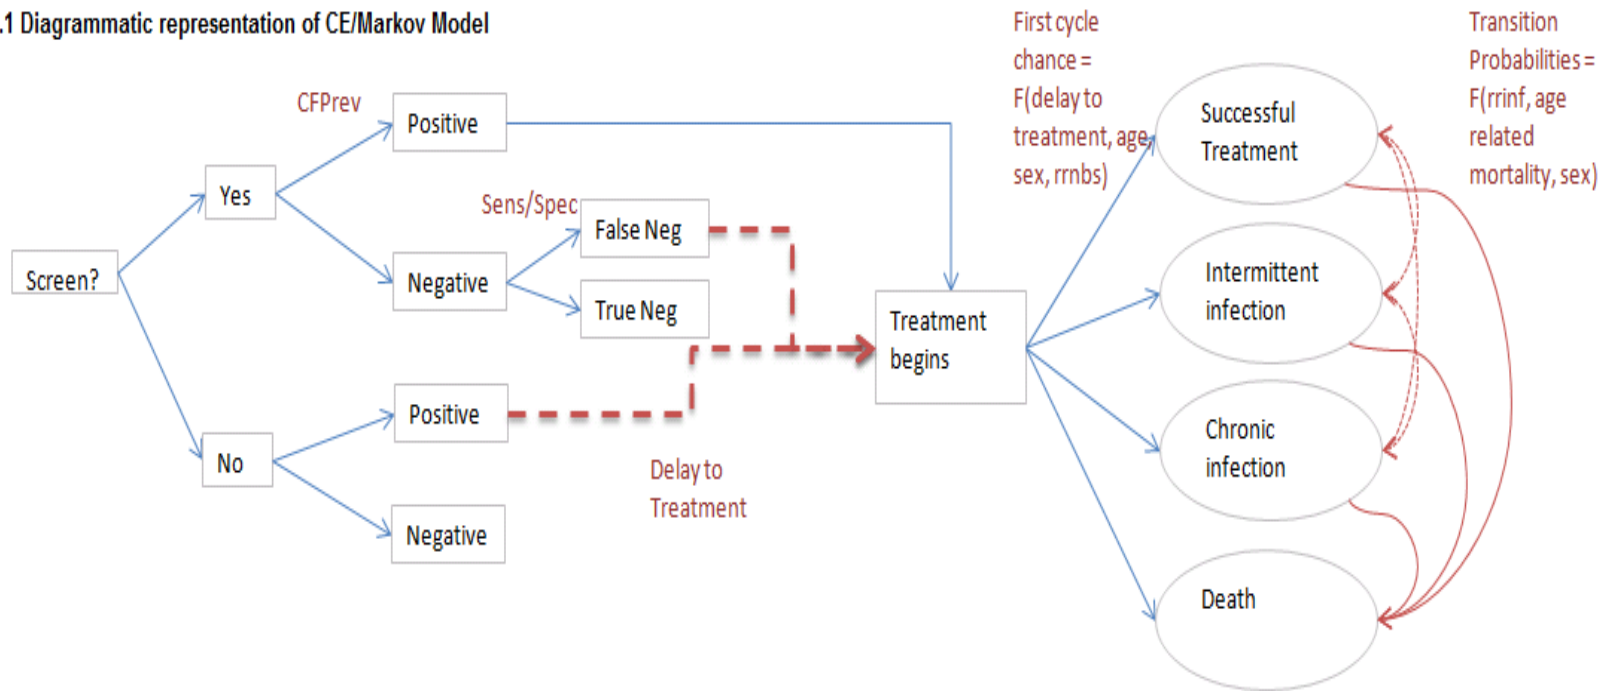 .1 Diagrammatic representation of CE/Markov Model
First cycle
chance =
F(delay to
treatment, age,
sex, rrnbs)
Transition
Probabilities =
F(rrinf, age
related
mortality, sex)
CFPrev
Positive
Yes
Sens/Spec
False Neg
Negative
True Neg
Screen?
Positive
No
Negative
Delay to
Treatment
Treatment
begins
Successful
Treatment
Intermittent
infection
Chronic
infection
Death